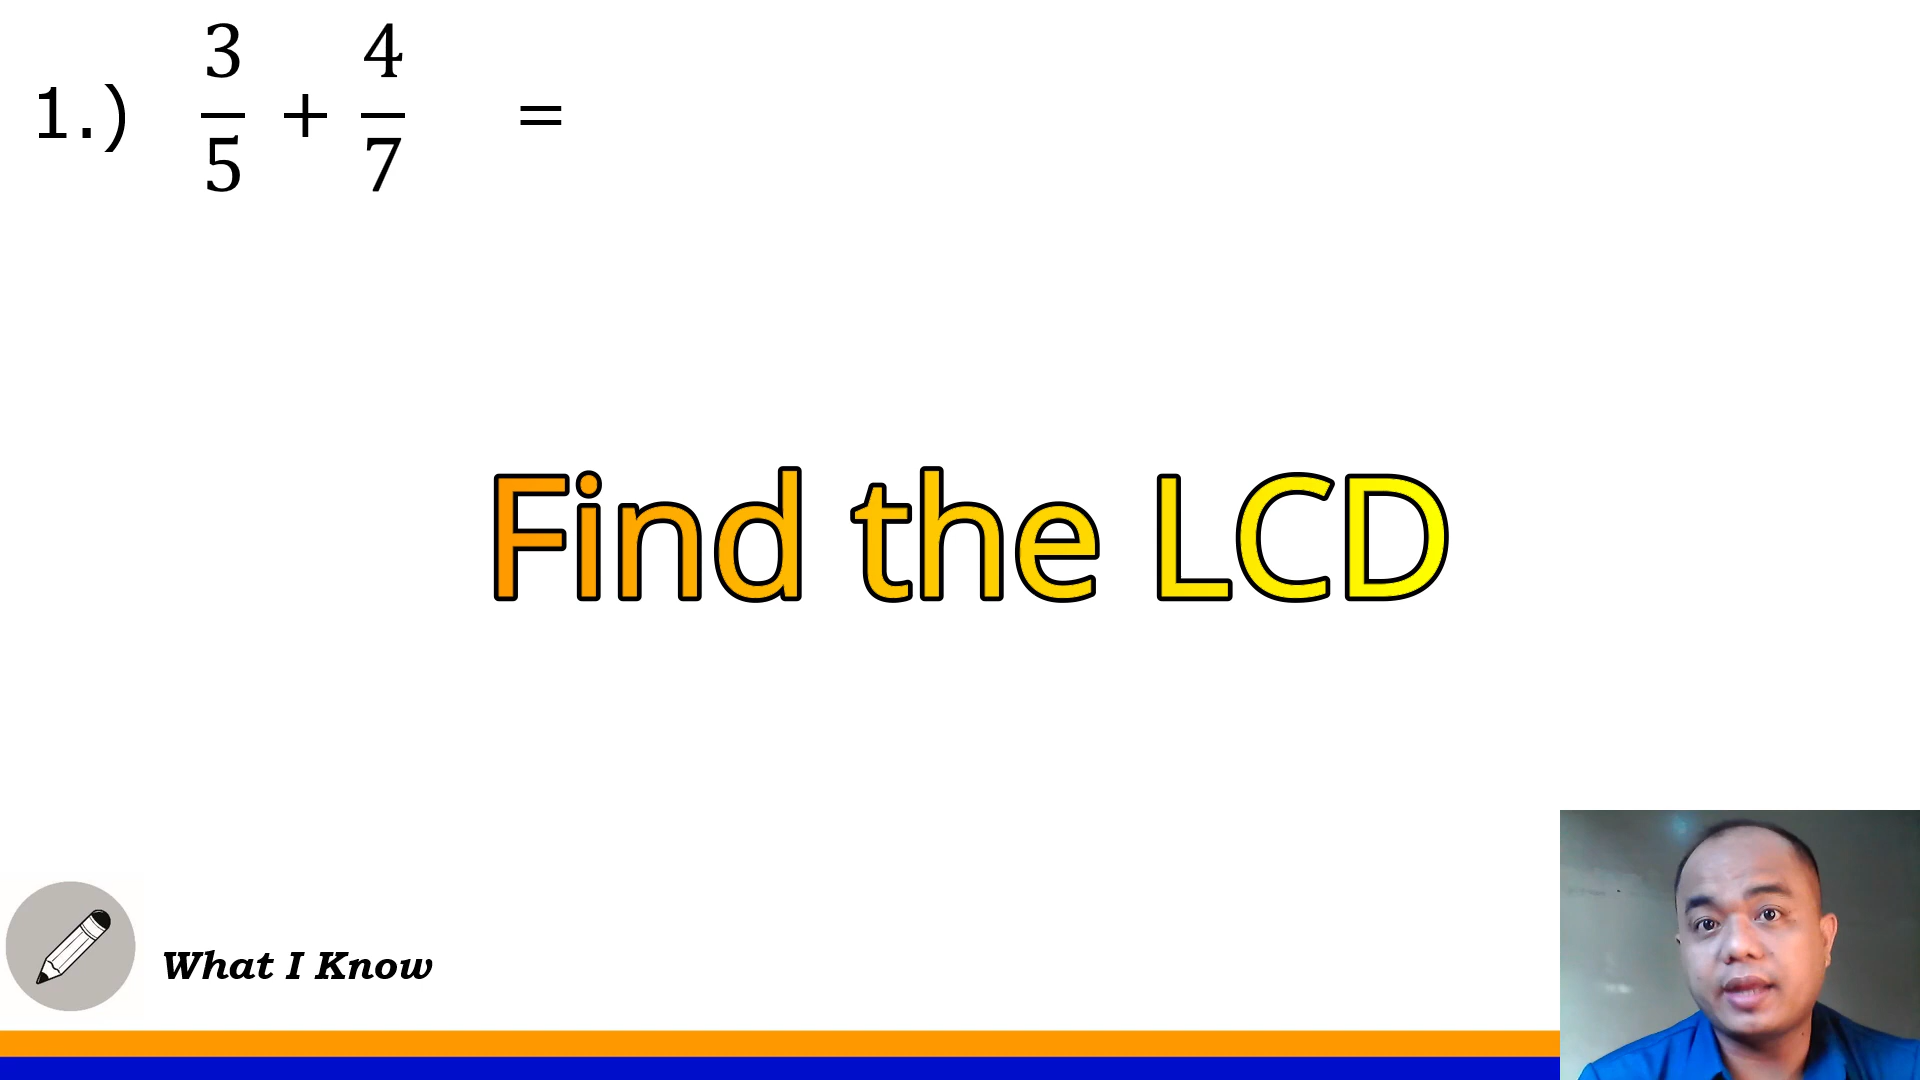 1.) 3/5 + 4/7 =
Find the LCD
What I Know